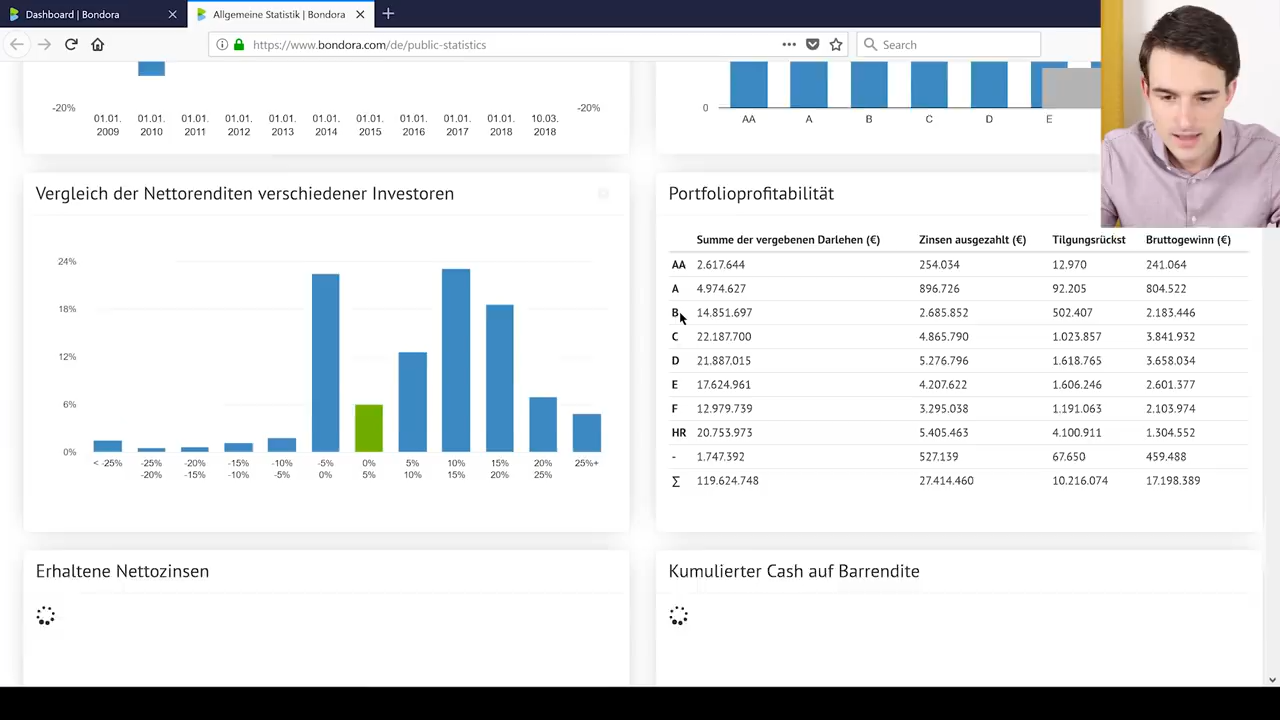 Dashboard | Bondora
Allgemeine Statistik | Bondora
https://www.bondora.com/de/public-statistics
Search
-20%
-20%
01.01. 01.01. 01.01. 01.01. 01.01. 01.01. 01.01. 01.01. 01.01. 01.01. 10.03.
2009 2010 2011 2012 2013 2014 2015 2016 2017 2018 2018
0
AA A B C D E
Vergleich der Nettorenditen verschiedener Investoren
24%
18%
12%
6%
0%
< -25% -25% -20% -15% -10% -5% 0% 5% 10% 15% 20% 25%+
-20% -15% -10% -5% 0% 5% 10% 15% 20% 25%
Portfolioprofitabilität
Summe der vergebenen Darlehen (€) Zinsen ausgezahlt (€) Tilgungsrückst Bruttogewinn (€)
AA 2.617.644 254.034 12.970 241.064
A 4.974.627 896.726 92.205 804.522
B 14.851.697 2.685.852 502.407 2.183.446
C 22.187.700 4.865.790 1.023.857 3.841.932
D 21.887.015 5.276.796 1.618.765 3.658.034
E 17.624.961 4.207.622 1.606.246 2.601.377
F 12.979.739 3.295.038 1.191.063 2.103.974
HR 20.753.973 5.405.463 4.100.911 1.304.552
- 1.747.392 527.139 67.650 459.488
∑ 119.624.748 27.414.460 10.216.074 17.198.389
Erhaltene Nettozinsen
Kumulierter Cash auf Barrendite